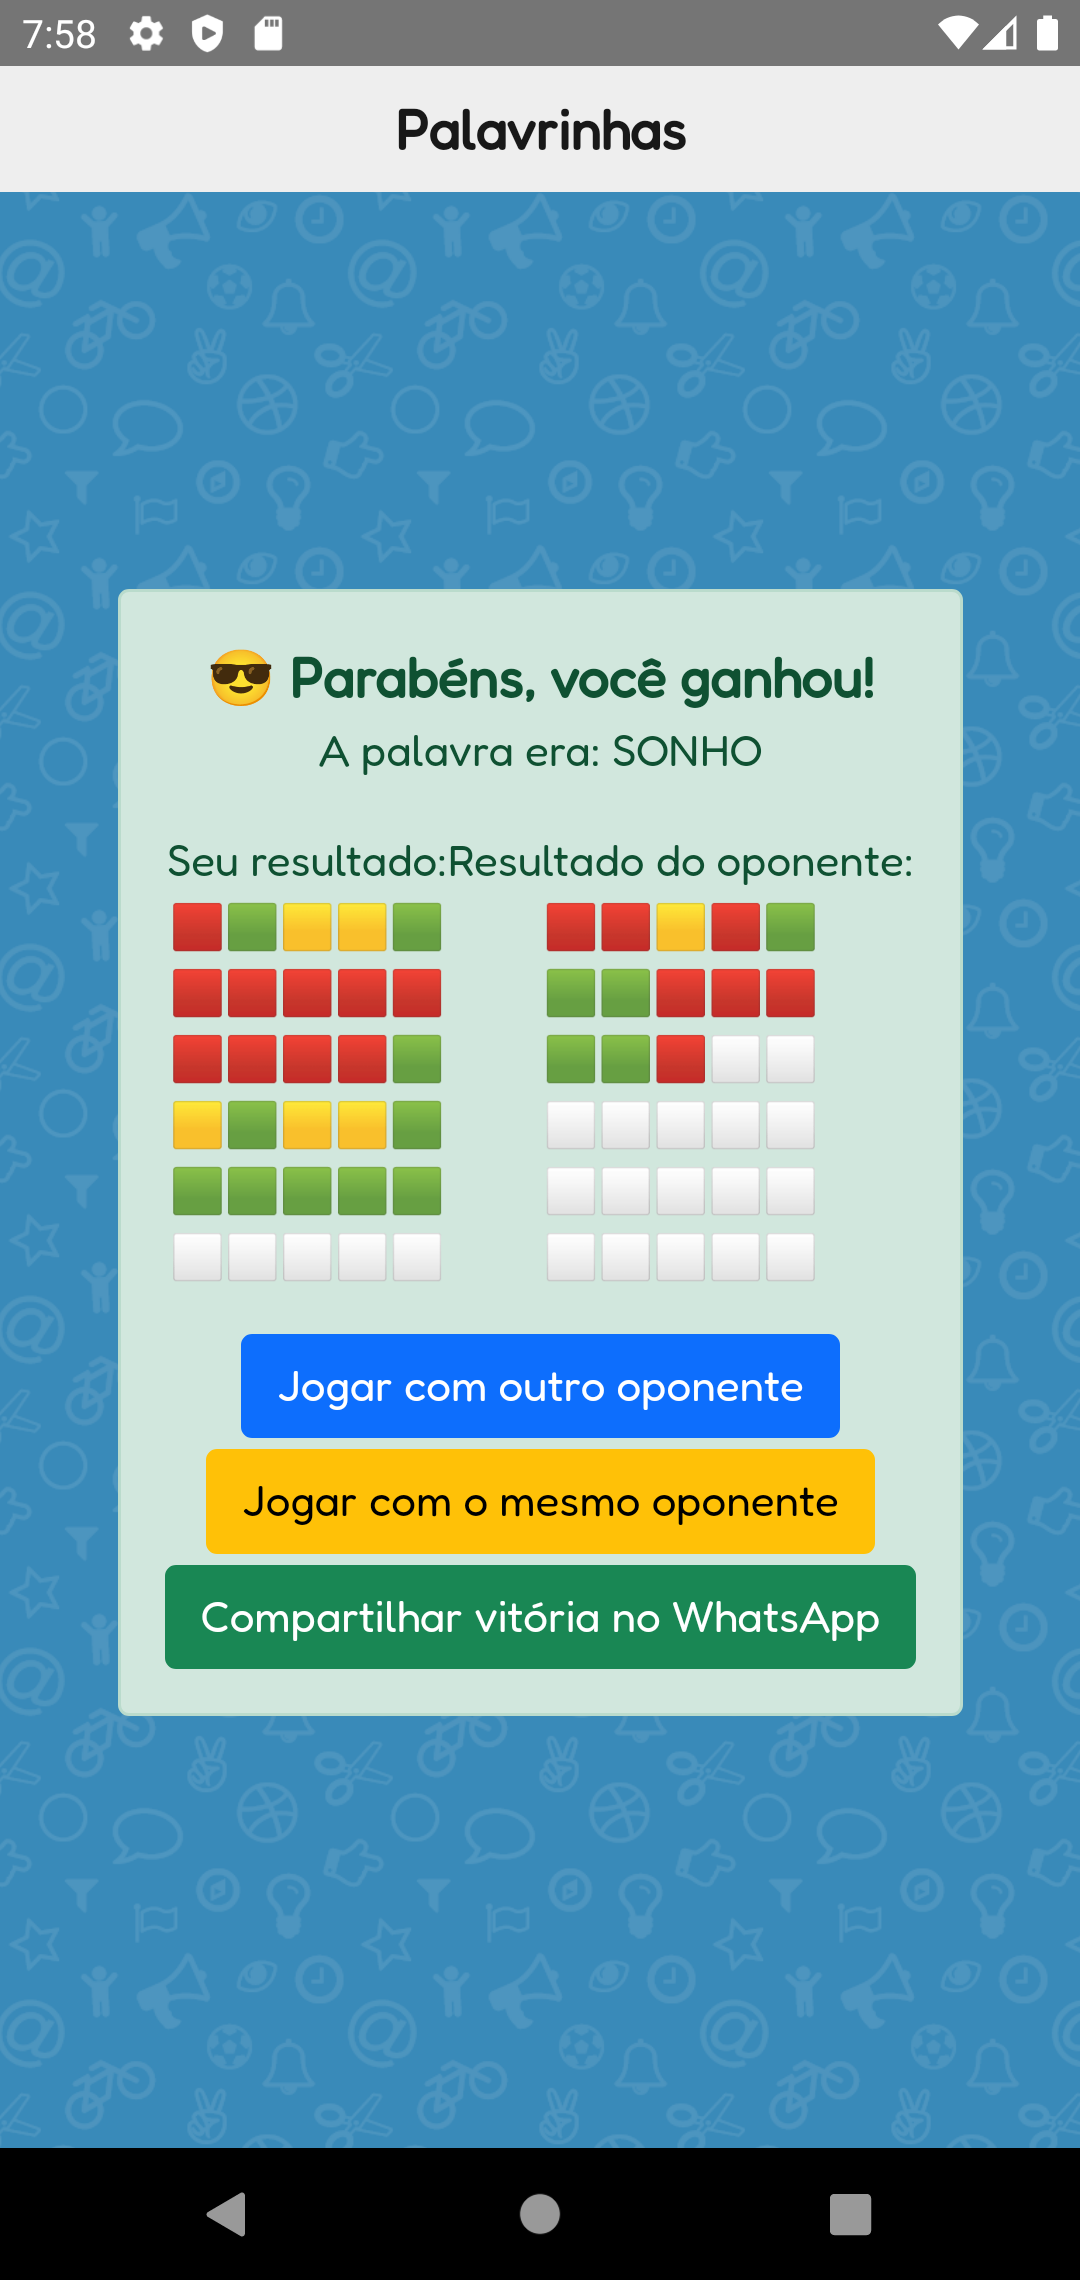 7:58
Palavrinhas
😎 Parabéns, você ganhou!
A palavra era: SONHO
Seu resultado:Resultado do oponente:
Jogar com outro oponente
Jogar com o mesmo oponente
Compartilhar vitória no WhatsApp